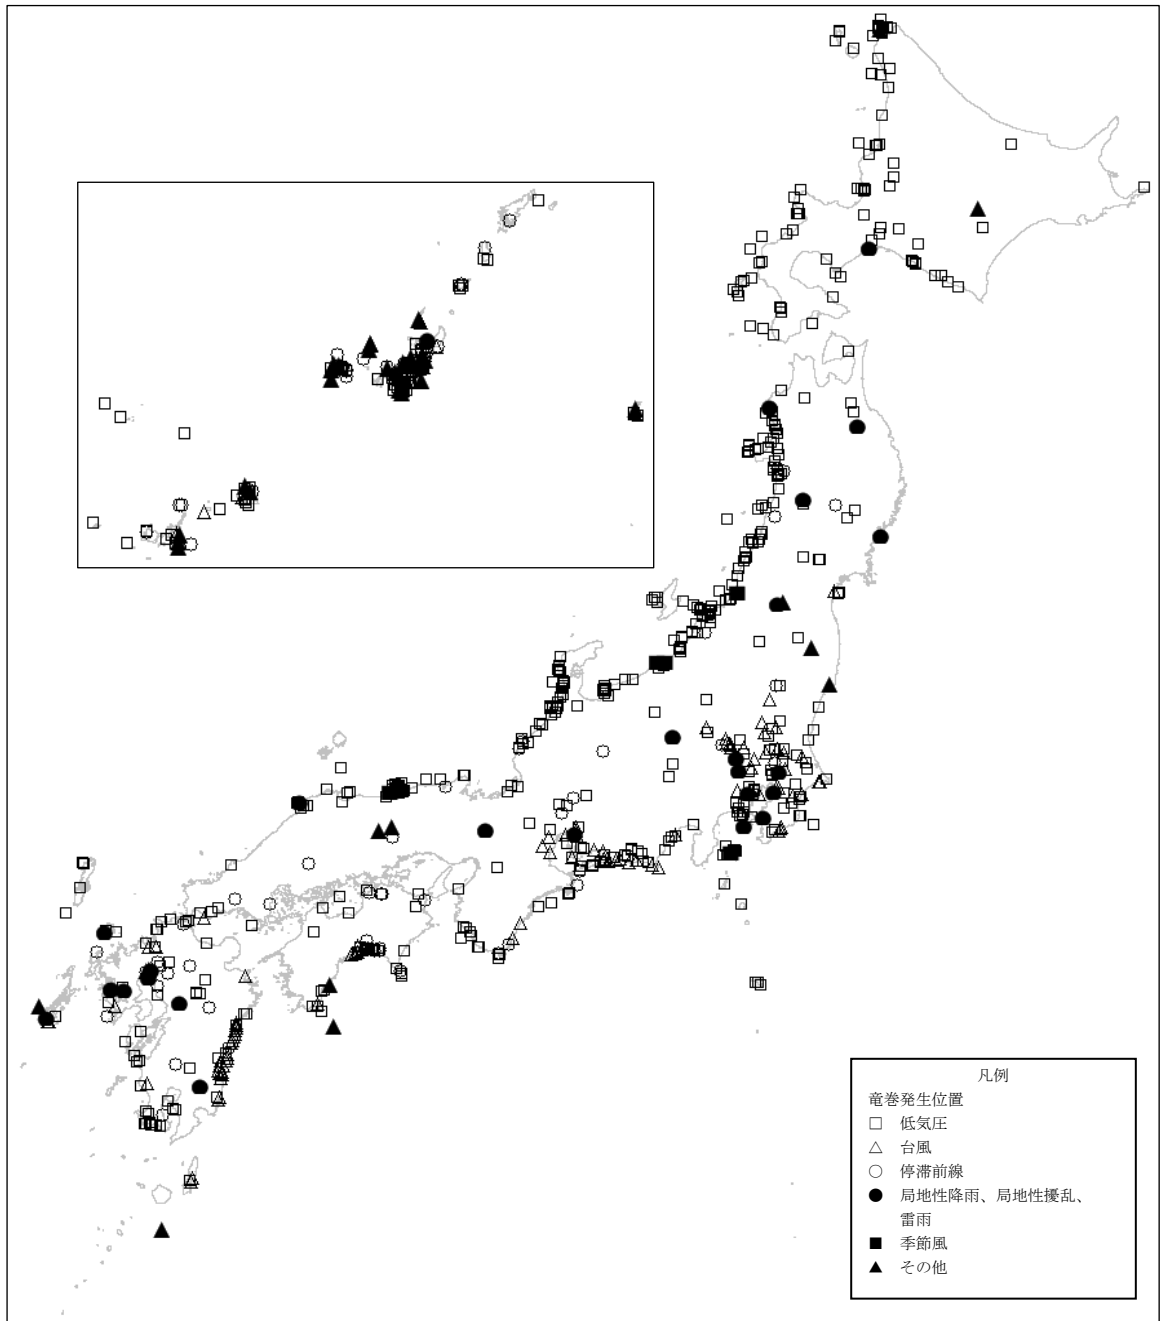 凡例
竜巻発生位置
低気圧
台風
停滞前線
局地性降雨、局地性擾乱、
雷雨
季節風
その他